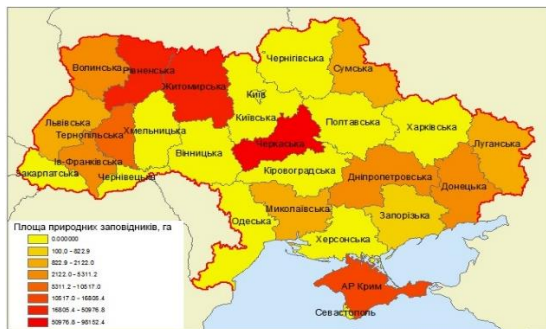 Чернігівська
Волинська
Рівненська
Сумська
Житомирська
Київ
Львівська
Київська
Полтавська
Харківська
Тернопільська
Хмельницька
Черкаська
Луганська
Ів-Франківська
Вінницька
Закарпатська
Чернівецька
Кіровоградська
Дніпропетровська
Донецька
Одеська
Миколаївська
Запорізька
Херсонська
АР Крим
Севастополь
Площа природних заповідників, га
0.000000
100.0 - 822.9
822.9 - 2122.0
2122.0 - 5311.2
5311.2 - 10517.0
10517.0 - 16805.4
16805.4 - 50976.8
50976.8 - 98152.4